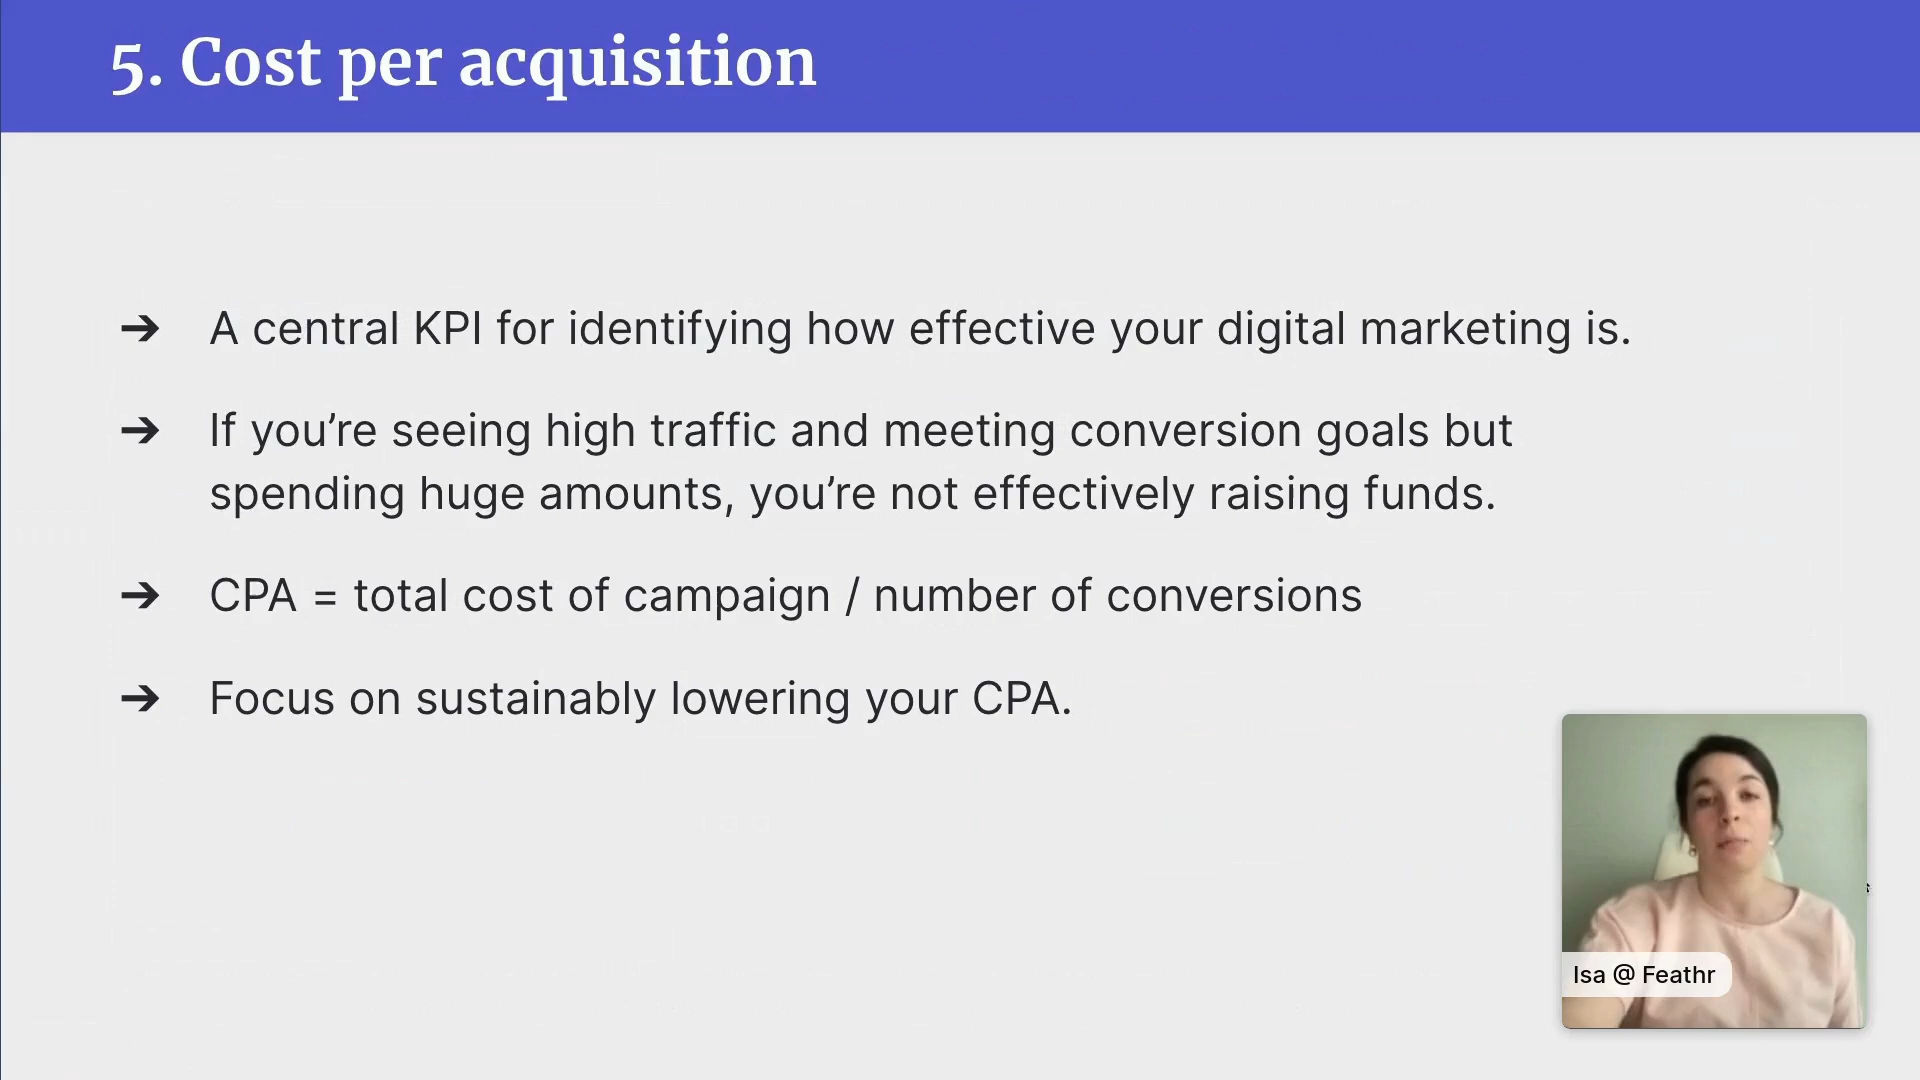 5. Cost per acquisition
➔ A central KPI for identifying how effective your digital marketing is.
➔ If you’re seeing high traffic and meeting conversion goals but
spending huge amounts, you’re not effectively raising funds.
➔ CPA = total cost of campaign / number of conversions
➔ Focus on sustainably lowering your CPA.
Isa @ Feathr